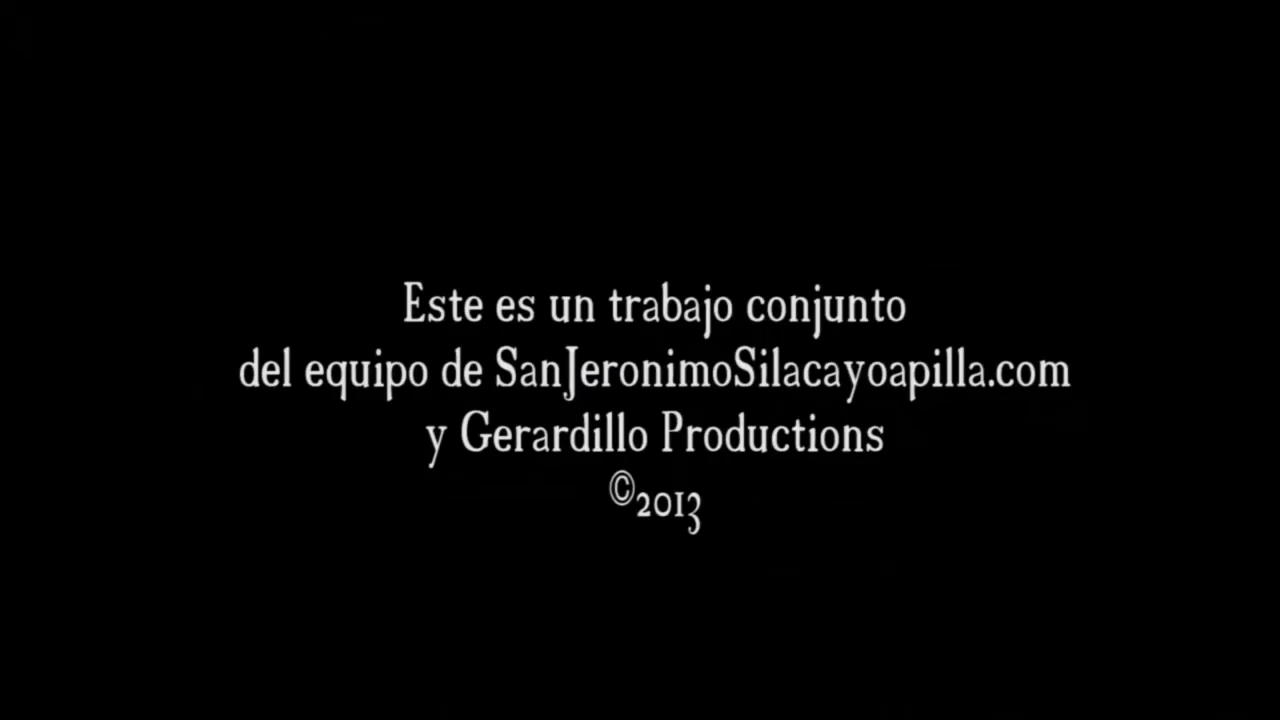 Este es un trabajo conjunto
del equipo de SanJeronimoSilacayoapilla.com
y Gerardillo Productions
©2013